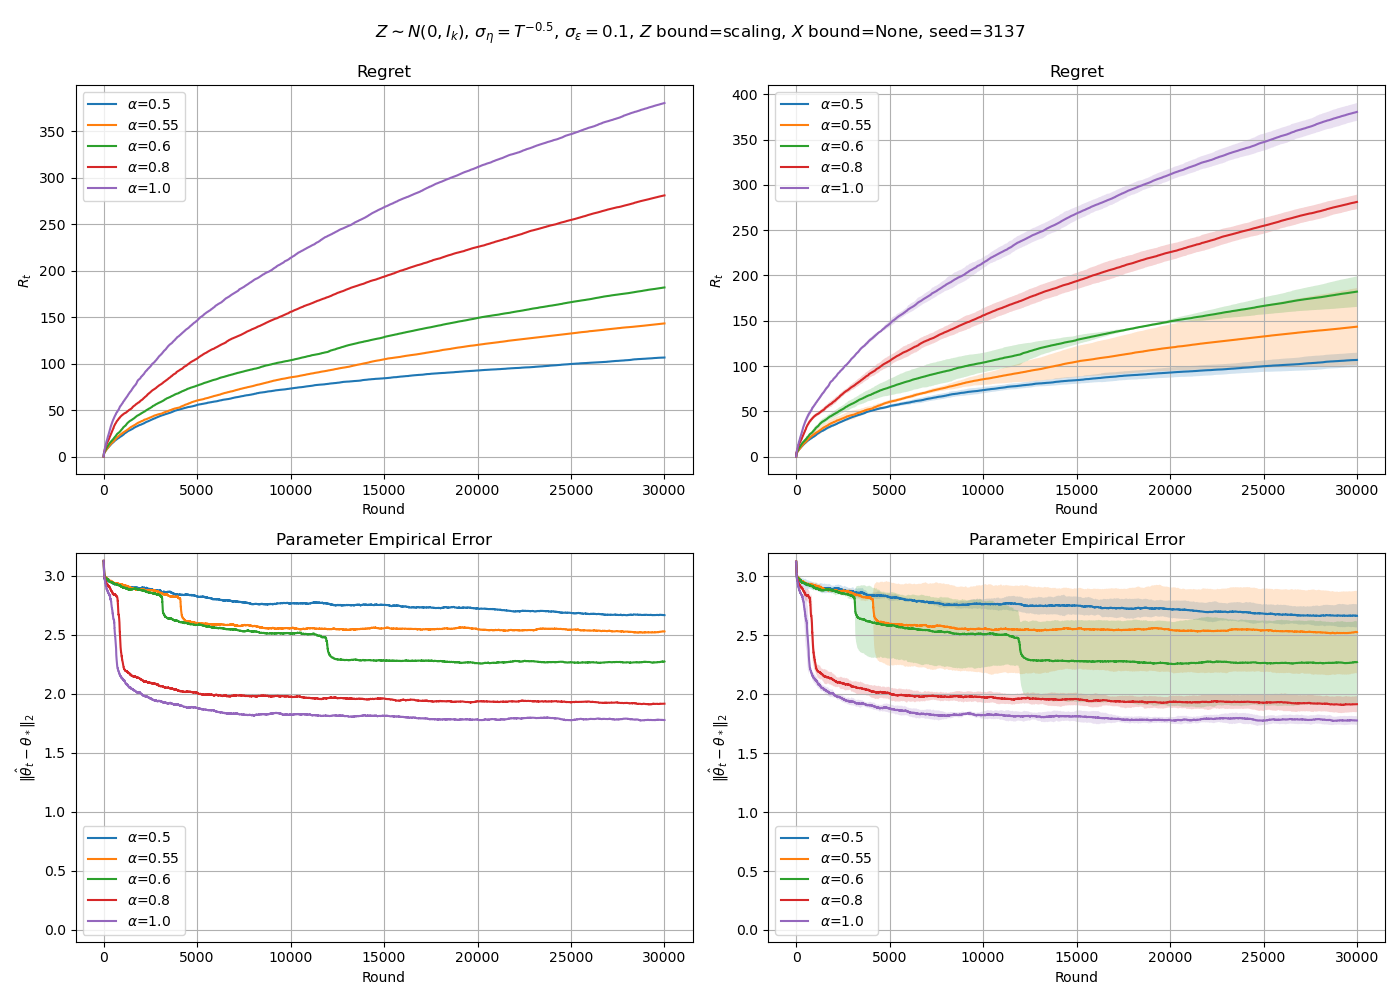 Z ∼ N(0, I_k), σ_η = T^{−0.5}, σ_ε = 0.1, Z bound=scaling, X bound=None, seed=3137
Regret
R_t
350
300
250
200
150
100
50
0
α=0.5
α=0.55
α=0.6
α=0.8
α=1.0
0 5000 10000 15000 20000 25000 30000
Round
Regret
R_t
400
350
300
250
200
150
100
50
0
α=0.5
α=0.55
α=0.6
α=0.8
α=1.0
0 5000 10000 15000 20000 25000 30000
Round
Parameter Empirical Error
‖θ̂_t − θ_*‖_2
3.0
2.5
2.0
1.5
1.0
0.5
0.0
α=0.5
α=0.55
α=0.6
α=0.8
α=1.0
0 5000 10000 15000 20000 25000 30000
Round
Parameter Empirical Error
‖θ̂_t − θ_*‖_2
3.0
2.5
2.0
1.5
1.0
0.5
0.0
α=0.5
α=0.55
α=0.6
α=0.8
α=1.0
0 5000 10000 15000 20000 25000 30000
Round